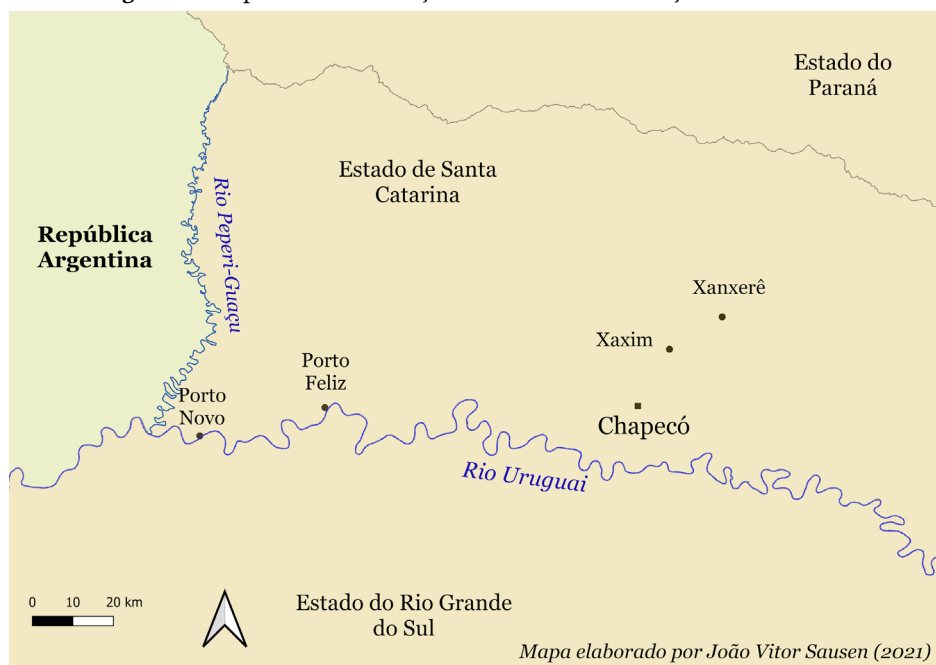 Estado do
Paraná
Estado de Santa
Catarina
Rio Peperi-Guaçu
República
Argentina
Xanxerê
Xaxim
Porto
Feliz
Porto
Novo
Chapecó
Rio Uruguai
0 10 20 km
Estado do Rio Grande
do Sul
Mapa elaborado por João Vitor Sausen (2021)